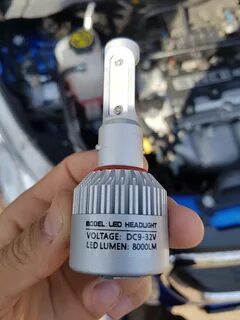 MODEL: LED HEADLIGHT
VOLTAGE: DC9-32V
LED LUMEN: 8000LM